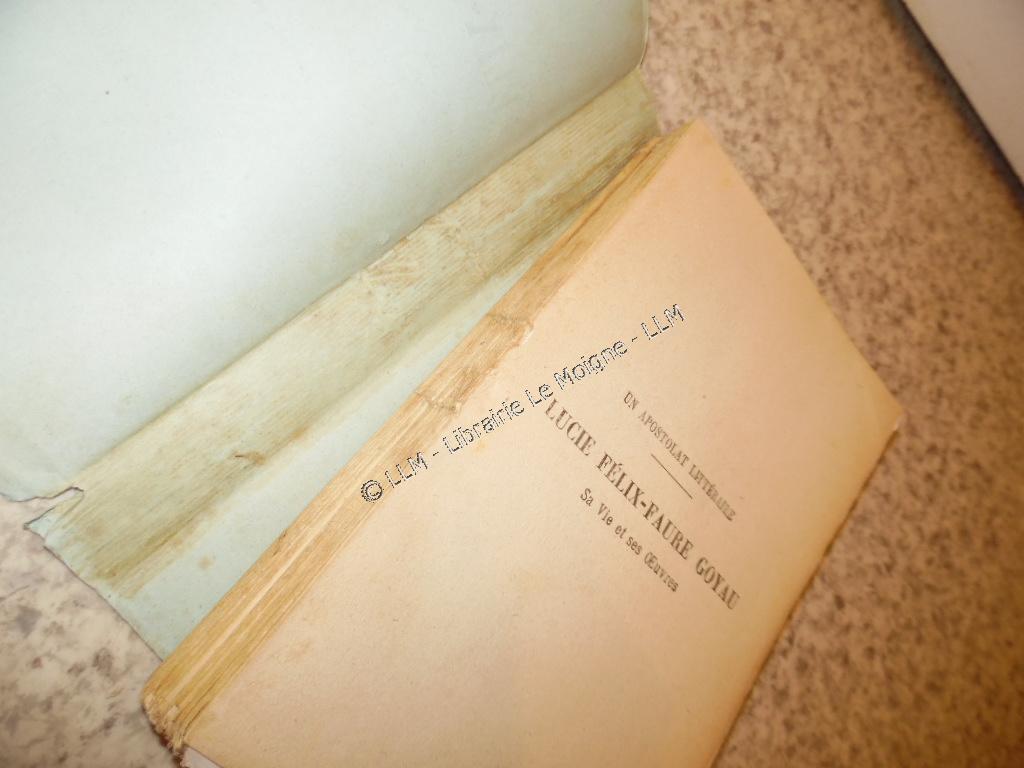 UN APOSTOLAT LITTÉRAIRE
LUCIE FÉLIX-FAURE GOYAU
Sa Vie et ses Œuvres
© LLM - Librairie Le Moigne - LLM